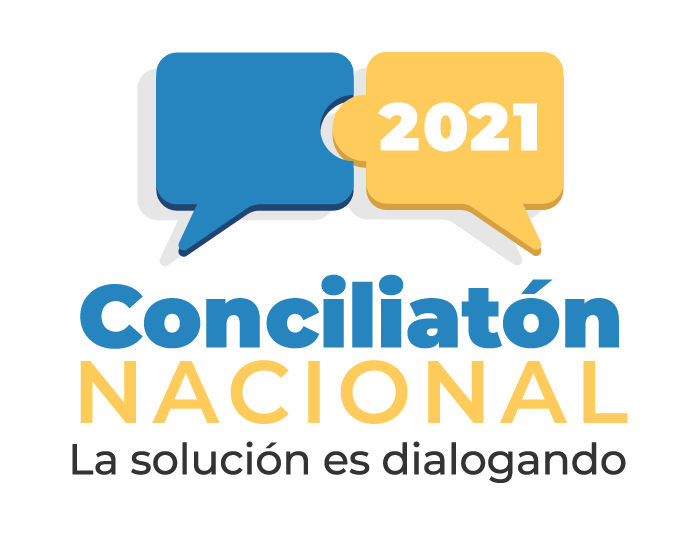 2021
Conciliatón
NACIONAL
La solución es dialogando